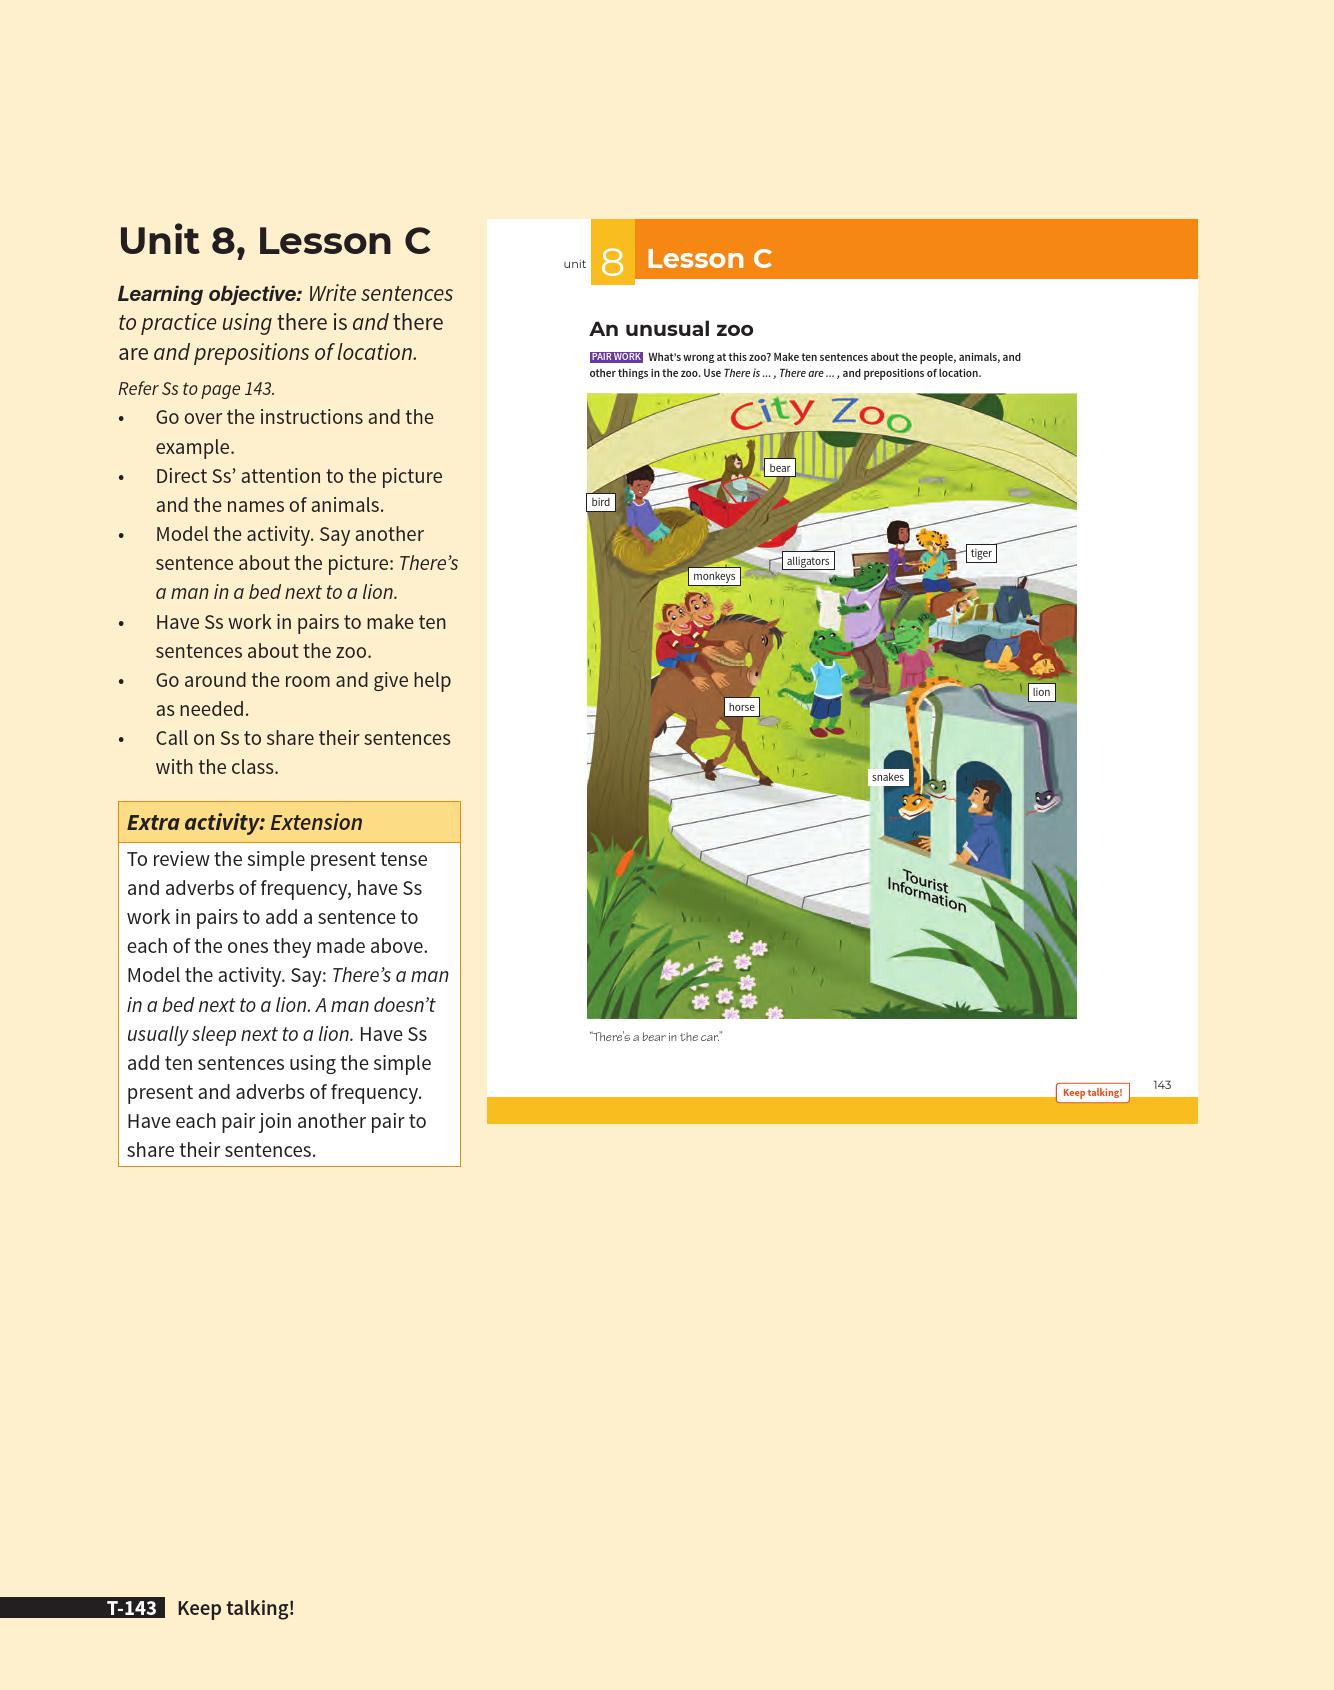 Unit 8, Lesson C
Learning objective: Write sentences
to practice using there is and there
are and prepositions of location.
Refer Ss to page 143.
• Go over the instructions and the
example.
• Direct Ss’ attention to the picture
and the names of animals.
• Model the activity. Say another
sentence about the picture: There’s
a man in a bed next to a lion.
• Have Ss work in pairs to make ten
sentences about the zoo.
• Go around the room and give help
as needed.
• Call on Ss to share their sentences
with the class.
Extra activity: Extension
To review the simple present tense
and adverbs of frequency, have Ss
work in pairs to add a sentence to
each of the ones they made above.
Model the activity. Say: There’s a man
in a bed next to a lion. A man doesn’t
usually sleep next to a lion. Have Ss
add ten sentences using the simple
present and adverbs of frequency.
Have each pair join another pair to
share their sentences.
unit 8 Lesson C
An unusual zoo
PAIR WORK What’s wrong at this zoo? Make ten sentences about the people, animals, and
other things in the zoo. Use There is ... , There are ... , and prepositions of location.
City Zoo
bear
bird
tiger
alligators
monkeys
lion
horse
snakes
Tourist
Information
“There’s a bear in the car.”
143
Keep talking!
T-143 Keep talking!